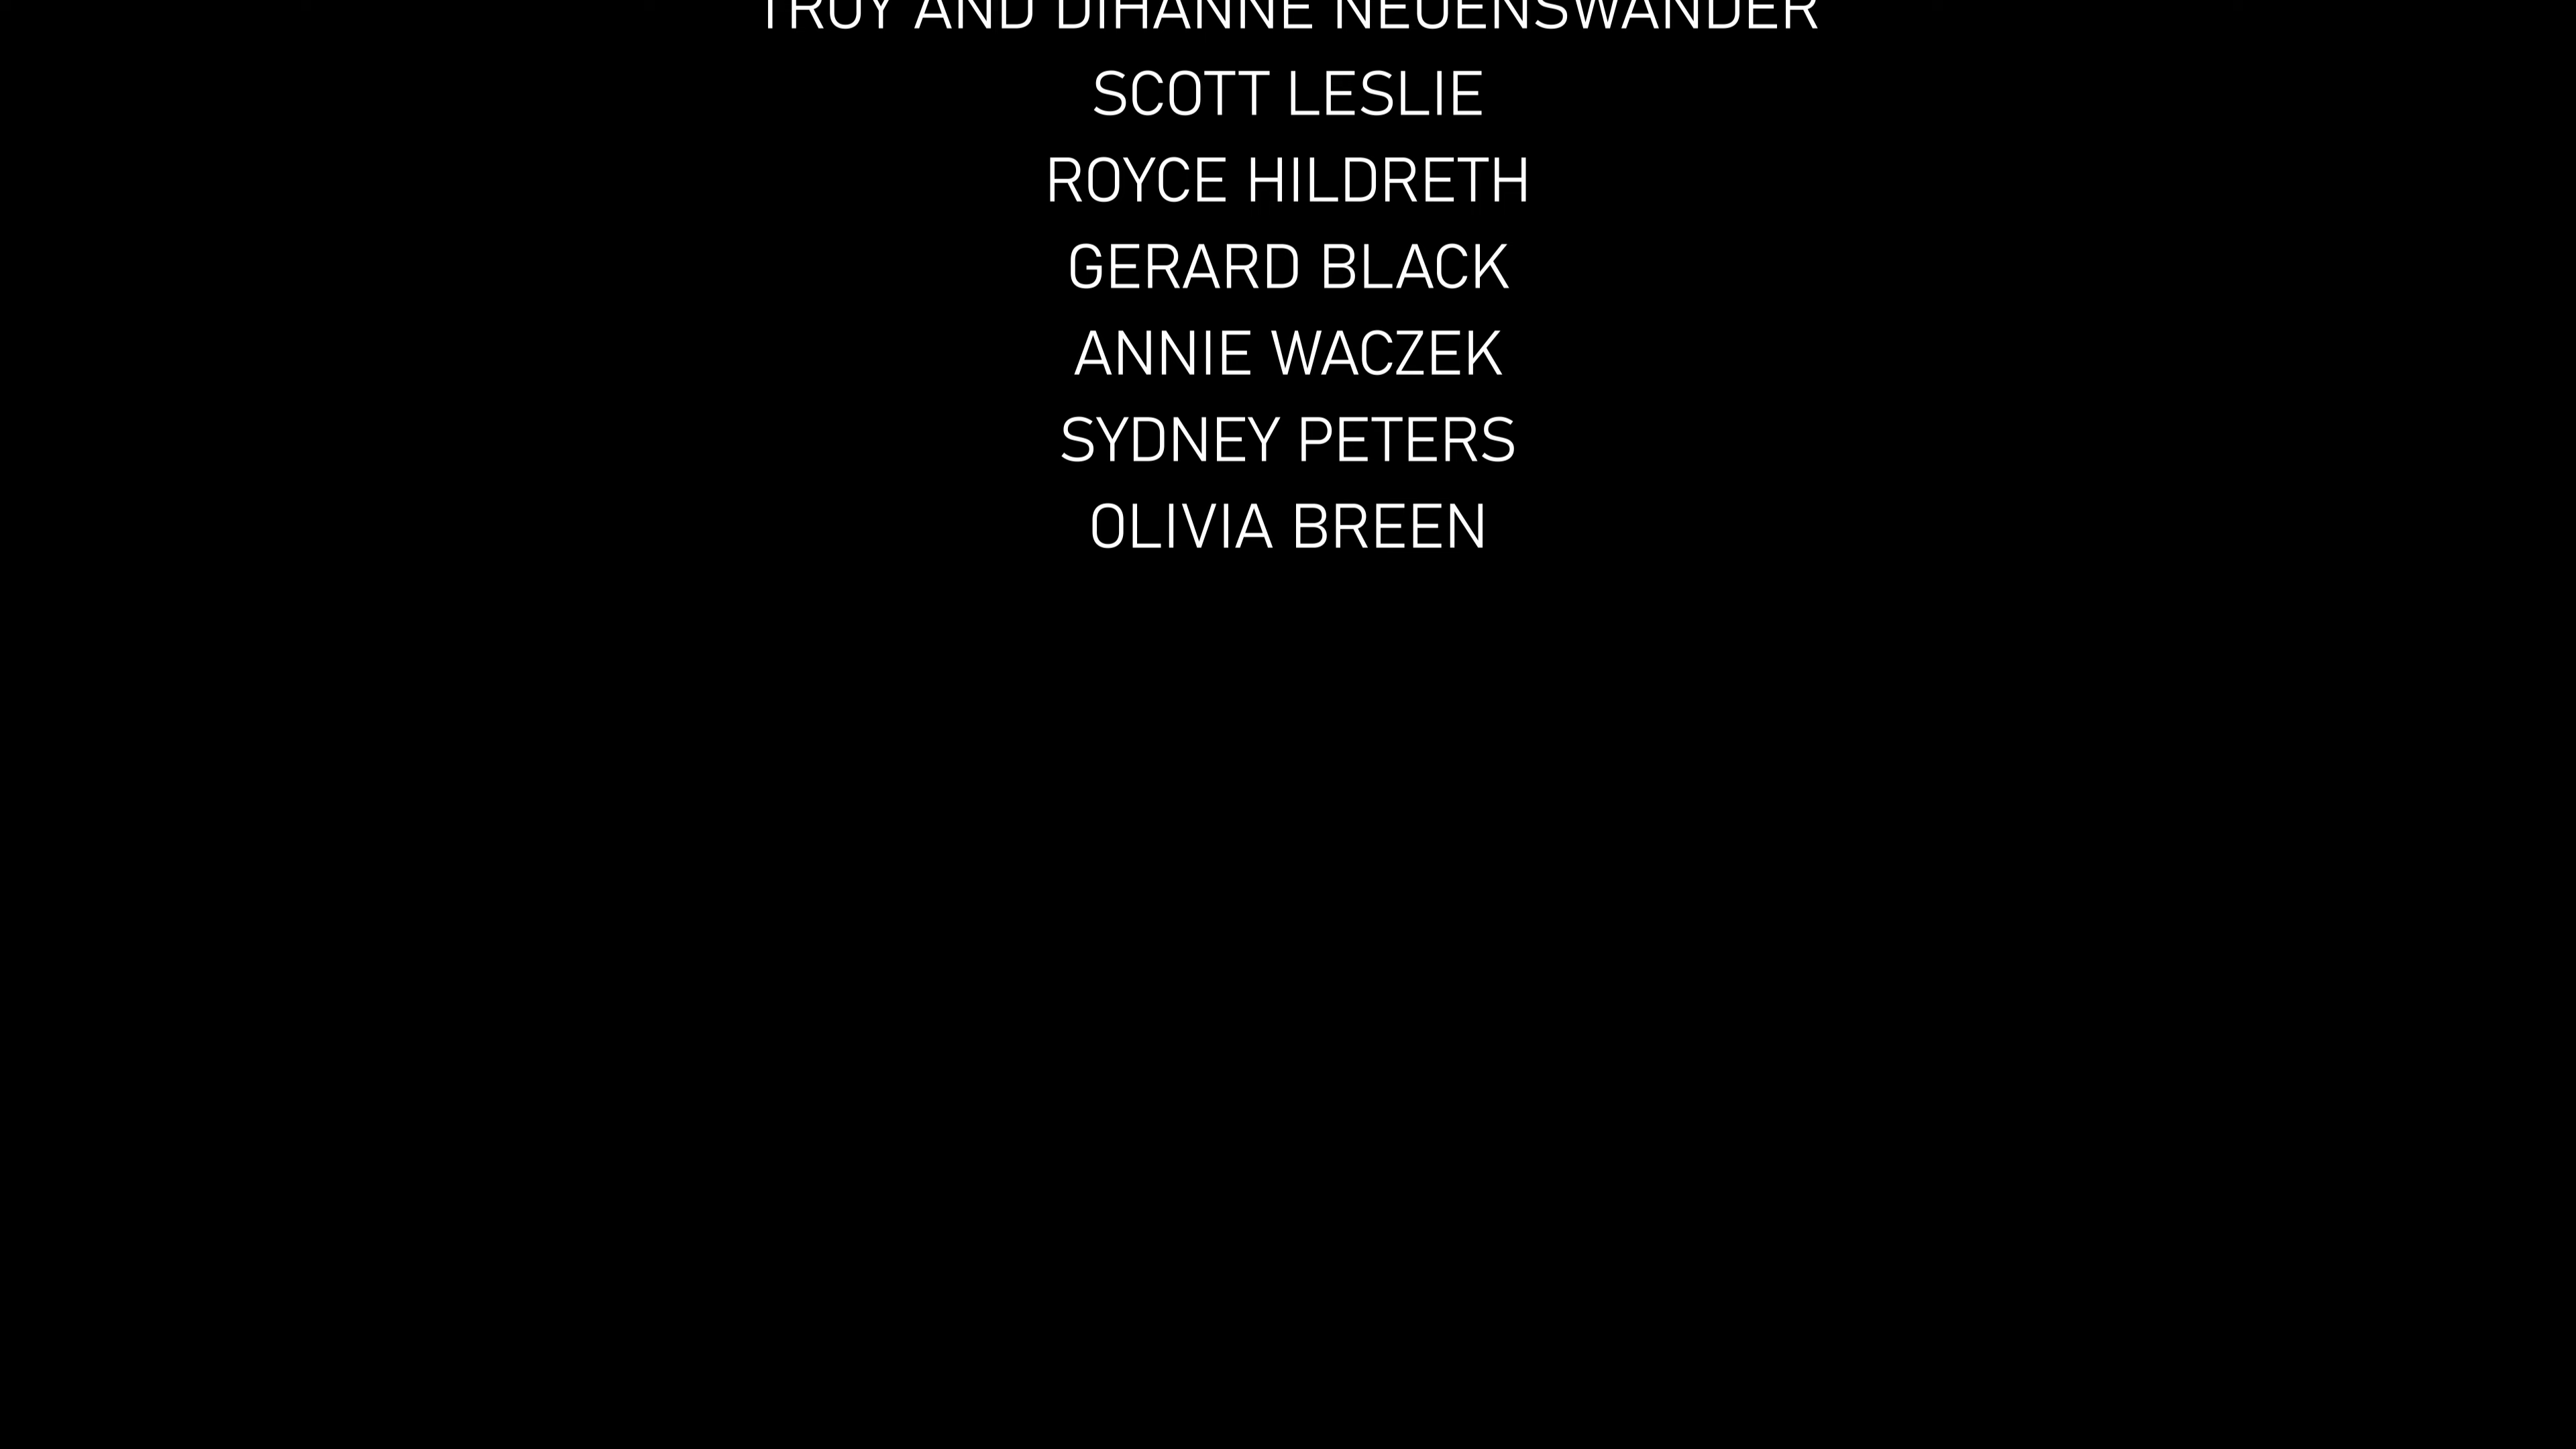 TROY AND DIHANNE NEUENSWANDER
SCOTT LESLIE
ROYCE HILDRETH
GERARD BLACK
ANNIE WACZEK
SYDNEY PETERS
OLIVIA BREEN